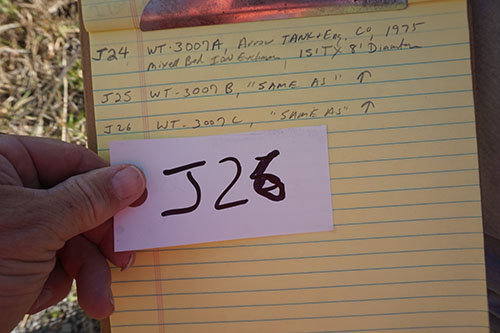 J24 WT-3007A, Arrow TANK & Eng. Co, 1975
Mixed Bed Ion Exchange, 15'T X 8' Diameter
J25 WT-3007B, "SAME AS" ↑
J26 WT-3007C, "SAME AS" ↑
J26